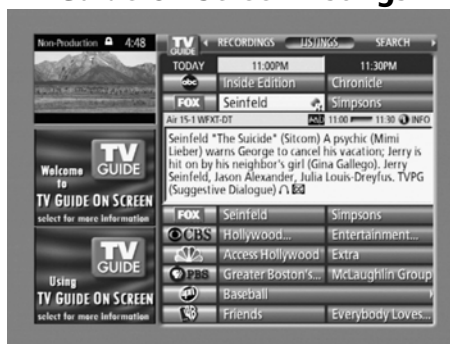 Non-Production 4:48
TV GUIDE RECORDINGS LISTINGS SEARCH
TODAY 11:00PM 11:30PM
abc Inside Edition Chronicle
FOX Seinfeld Simpsons
Air 15-1 WFXT-DT 11:00 11:30 INFO
Seinfeld "The Suicide" (Sitcom) A psychic (Mimi
Lieber) warns George to cancel his vacation; Jerry is
hit on by his neighbor's girl (Gina Gallego). Jerry
Seinfeld, Jason Alexander, Julia Louis-Dreyfus. TVPG
(Suggestive Dialogue)
FOX Seinfeld Simpsons
CBS Hollywood... Entertainment...
Access Hollywood Extra
PBS Greater Boston's... McLaughlin Group
Baseball
Friends Everybody Loves...
TV GUIDE
Welcome
to
TV GUIDE ON SCREEN
select for more information
TV GUIDE
Using
TV GUIDE ON SCREEN
select for more information